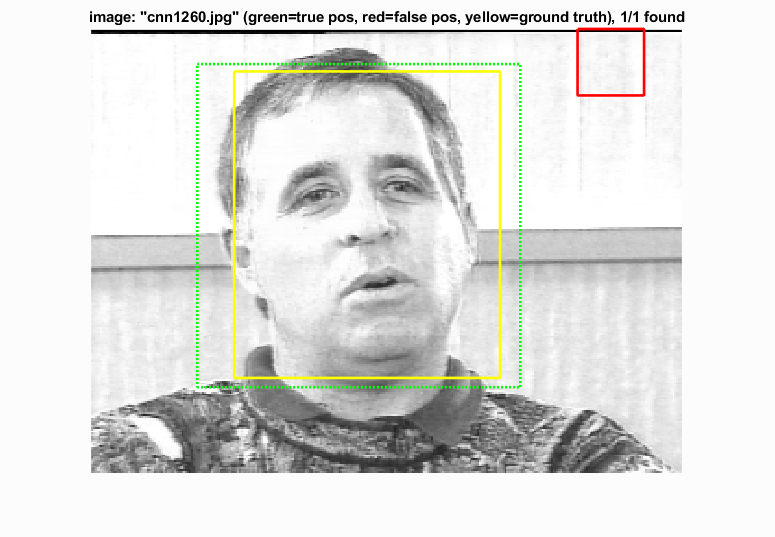 image: "cnn1260.jpg" (green=true pos, red=false pos, yellow=ground truth), 1/1 found